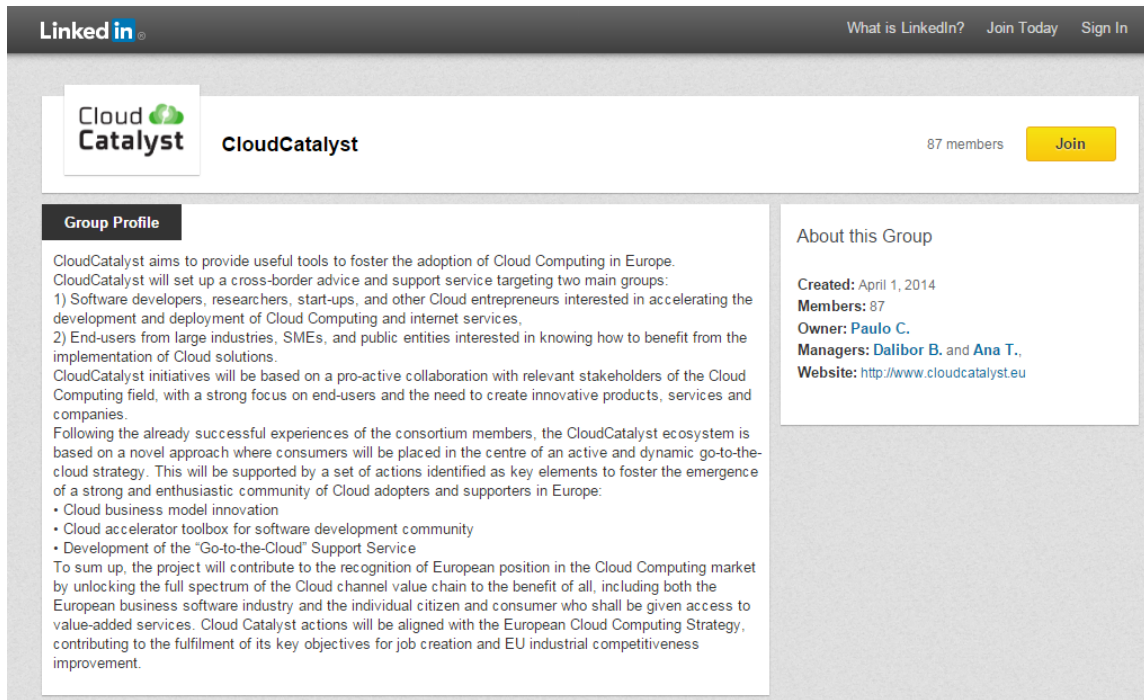 Linked in ®
What is LinkedIn? Join Today Sign In
Cloud
Catalyst
CloudCatalyst
87 members
Join
Group Profile
CloudCatalyst aims to provide useful tools to foster the adoption of Cloud Computing in Europe.
CloudCatalyst will set up a cross-border advice and support service targeting two main groups:
1) Software developers, researchers, start-ups, and other Cloud entrepreneurs interested in accelerating the
development and deployment of Cloud Computing and internet services,
2) End-users from large industries, SMEs, and public entities interested in knowing how to benefit from the
implementation of Cloud solutions.
CloudCatalyst initiatives will be based on a pro-active collaboration with relevant stakeholders of the Cloud
Computing field, with a strong focus on end-users and the need to create innovative products, services and
companies.
Following the already successful experiences of the consortium members, the CloudCatalyst ecosystem is
based on a novel approach where consumers will be placed in the centre of an active and dynamic go-to-the-
cloud strategy. This will be supported by a set of actions identified as key elements to foster the emergence
of a strong and enthusiastic community of Cloud adopters and supporters in Europe:
• Cloud business model innovation
• Cloud accelerator toolbox for software development community
• Development of the “Go-to-the-Cloud” Support Service
To sum up, the project will contribute to the recognition of European position in the Cloud Computing market
by unlocking the full spectrum of the Cloud channel value chain to the benefit of all, including both the
European business software industry and the individual citizen and consumer who shall be given access to
value-added services. Cloud Catalyst actions will be aligned with the European Cloud Computing Strategy,
contributing to the fulfilment of its key objectives for job creation and EU industrial competitiveness
improvement.
About this Group
Created: April 1, 2014
Members: 87
Owner: Paulo C.
Managers: Dalibor B. and Ana T.,
Website: http://www.cloudcatalyst.eu